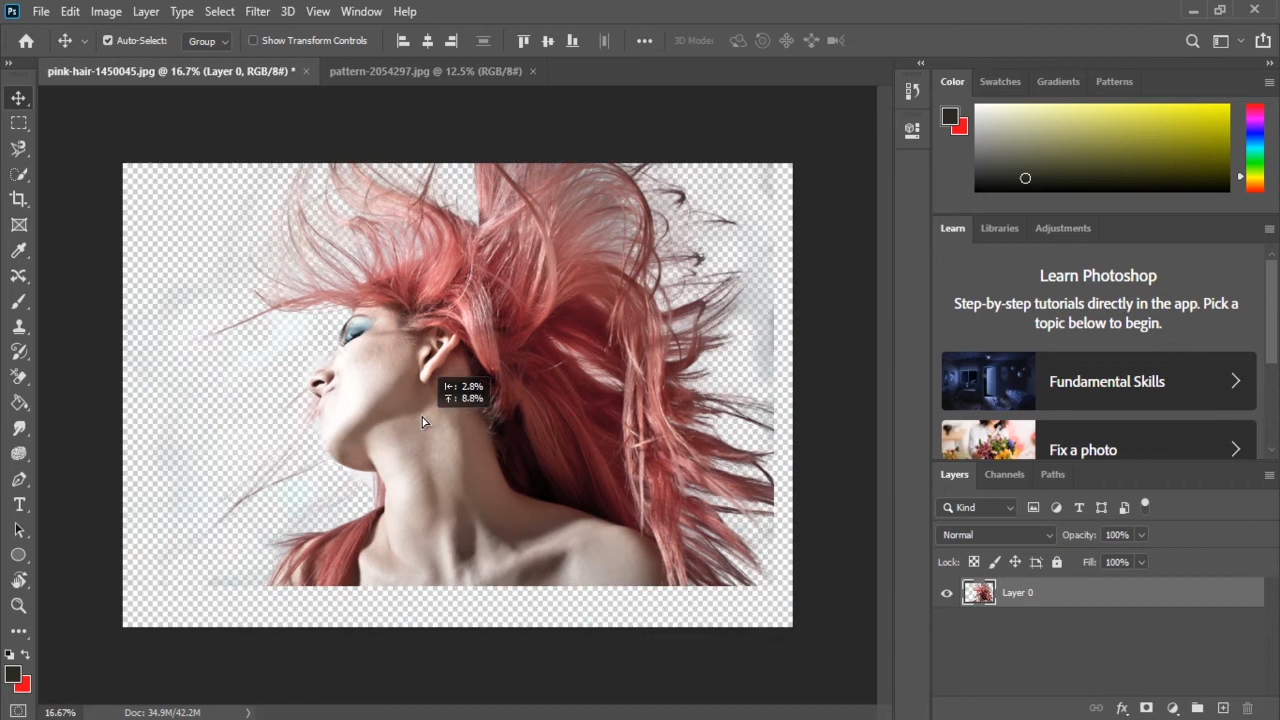 Ps File Edit Image Layer Type Select Filter 3D View Window Help
Auto-Select: Group Show Transform Controls 3D Mode:
pink-hair-1450045.jpg @ 16.7% (Layer 0, RGB/8#) * × pattern-2054297.jpg @ 12.5% (RGB/8#) ×
Color Swatches Gradients Patterns
Learn Libraries Adjustments
Learn Photoshop
Step-by-step tutorials directly in the app. Pick a
topic below to begin.
Fundamental Skills
Fix a photo
2.8%
8.8%
Layers Channels Paths
Kind
Normal Opacity: 100%
Lock: Fill: 100%
Layer 0
fx
16.67% Doc: 34.9M/42.2M